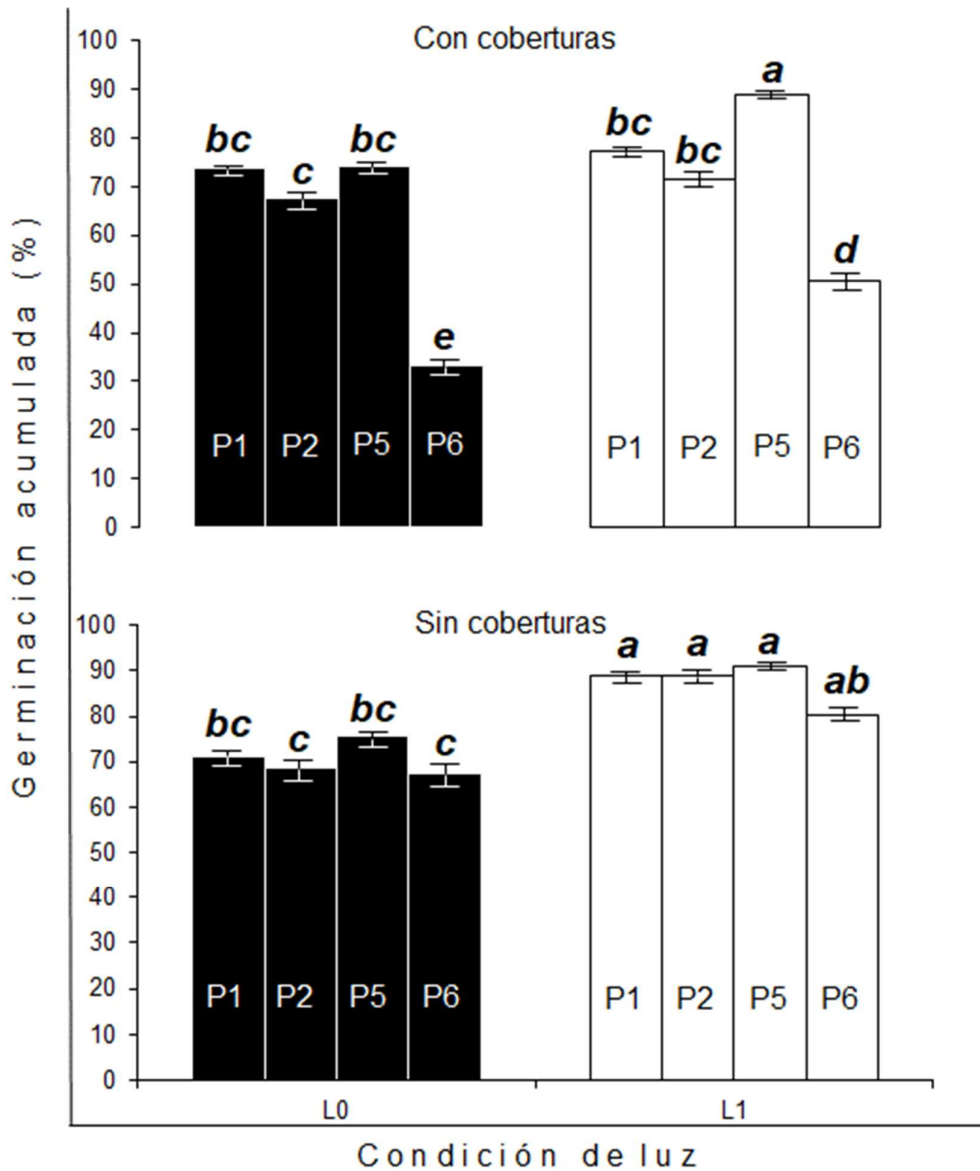 Germinación acumulada (%)
Con coberturas
100
90
80
70
60
50
40
30
20
10
0
bc c bc e
bc bc a d
P1 P2 P5 P6
P1 P2 P5 P6
Sin coberturas
100
90
80
70
60
50
40
30
20
10
0
bc c bc c
a a a ab
P1 P2 P5 P6
P1 P2 P5 P6
L0 L1
Condición de luz